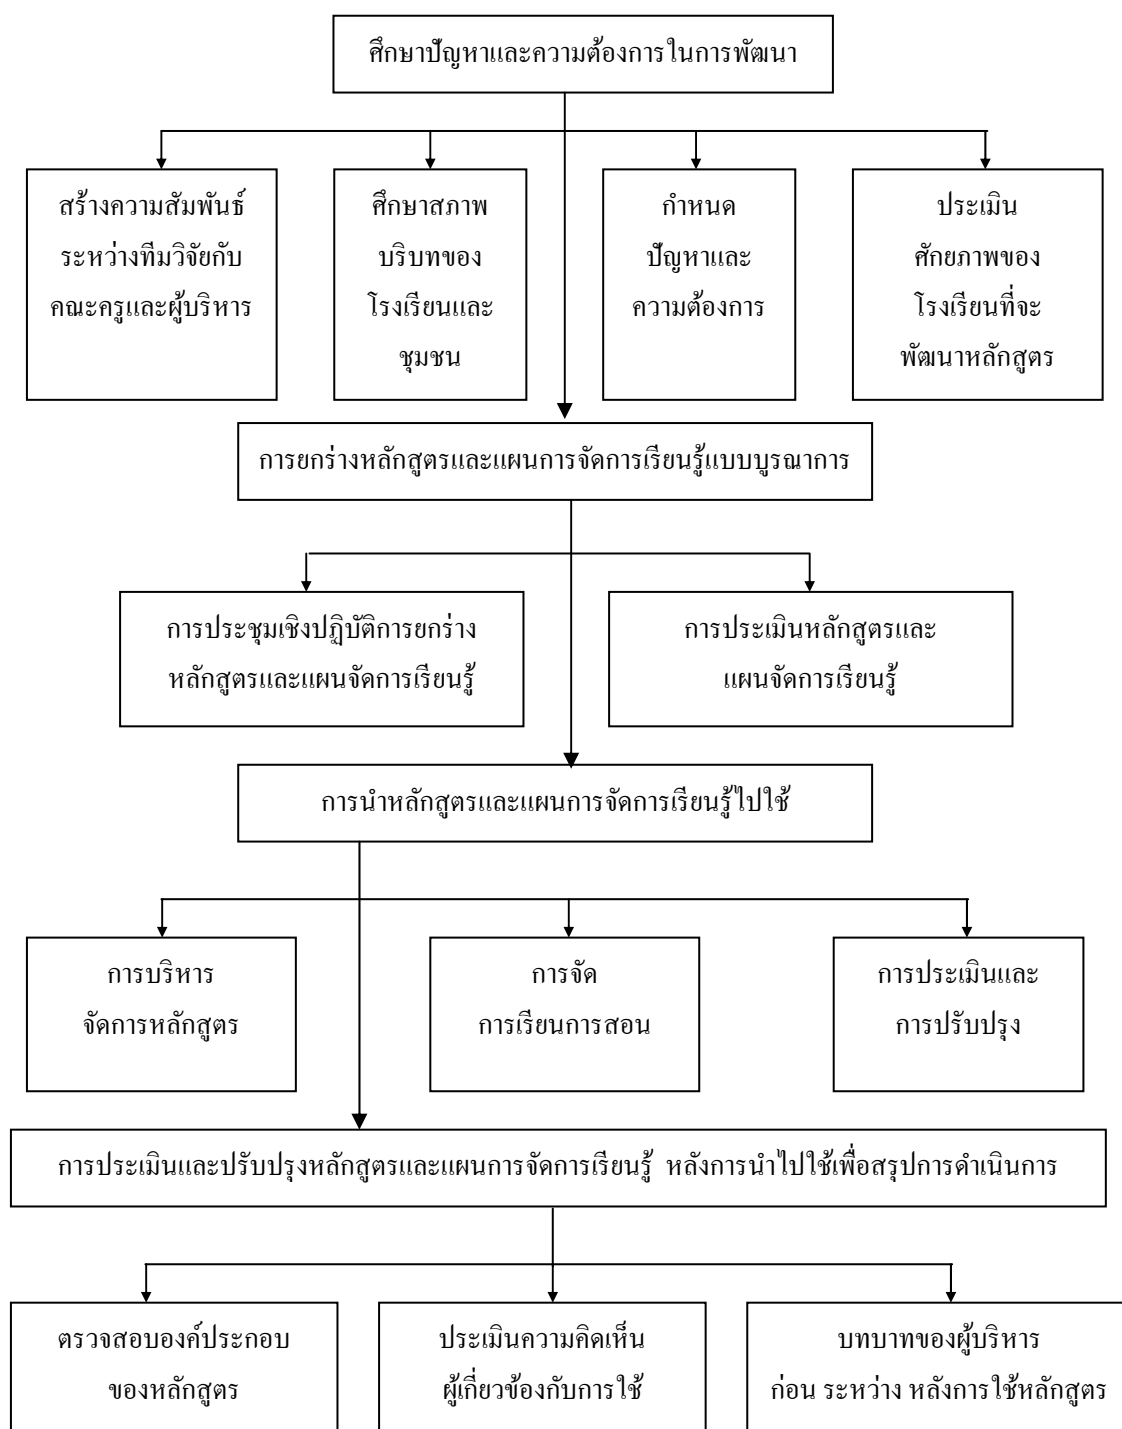 ศึกษาปัญหาและความต้องการในการพัฒนา
สร้างความสัมพันธ์
ระหว่างทีมวิจัยกับ
คณะครูและผู้บริหาร
ศึกษาสภาพ
บริบทของ
โรงเรียนและ
ชุมชน
กำหนด
ปัญหาและ
ความต้องการ
ประเมิน
ศักยภาพของ
โรงเรียนที่จะ
พัฒนาหลักสูตร
การยกร่างหลักสูตรและแผนการจัดการเรียนรู้แบบบูรณาการ
การประชุมเชิงปฏิบัติการยกร่าง
หลักสูตรและแผนจัดการเรียนรู้
การประเมินหลักสูตรและ
แผนจัดการเรียนรู้
การนำหลักสูตรและแผนการจัดการเรียนรู้ไปใช้
การบริหาร
จัดการหลักสูตร
การจัด
การเรียนการสอน
การประเมินและ
การปรับปรุง
การประเมินและปรับปรุงหลักสูตรและแผนการจัดการเรียนรู้ หลังการนำไปใช้เพื่อสรุปการดำเนินการ
ตรวจสอบองค์ประกอบ
ของหลักสูตร
ประเมินความคิดเห็น
ผู้เกี่ยวข้องกับการใช้
บทบาทของผู้บริหาร
ก่อน ระหว่าง หลังการใช้หลักสูตร